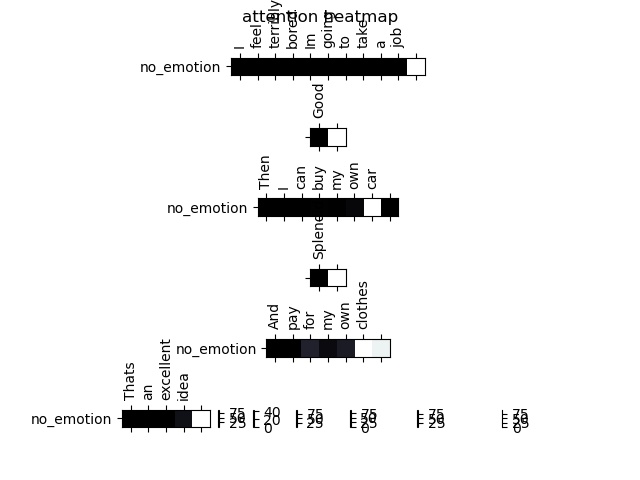 attention heatmap
I feel terribly bored Im going to take a job
no_emotion
Good
Then I can buy my own car
no_emotion
And pay for my own clothes
no_emotion
Thats an excellent idea
no_emotion
75 40 75 75 75 75
50 20 50 50 50 50
25 0 25 25 25 25
0 0